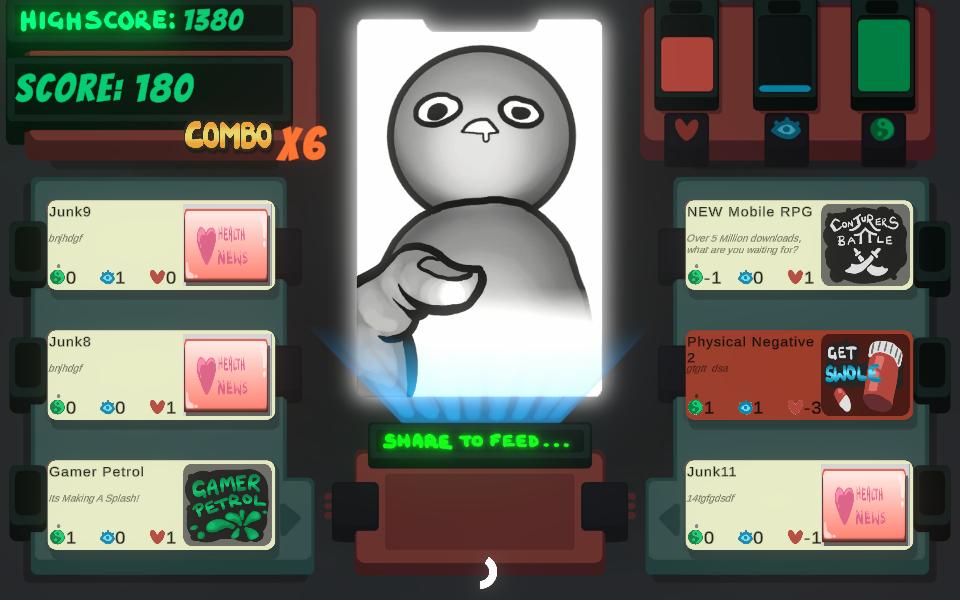 HIGHSCORE: 1380
SCORE: 180
COMBO X6
Junk9
bnjhdgf
0 1 0
HEALTH
NEWS
Junk8
bnjhdgf
0 0 1
HEALTH
NEWS
Gamer Petrol
Its Making A Splash!
1 0 1
GAMER
PETROL
SHARE TO FEED...
NEW Mobile RPG
Over 5 Million downloads,
what are you waiting for?
-1 0 1
CONJURERS
BATTLE
Physical Negative
2
gtgtt dsa
1 1 -3
GET
SWOLE
Junk11
14tgfgdsdf
0 0 -1
HEALTH
NEWS